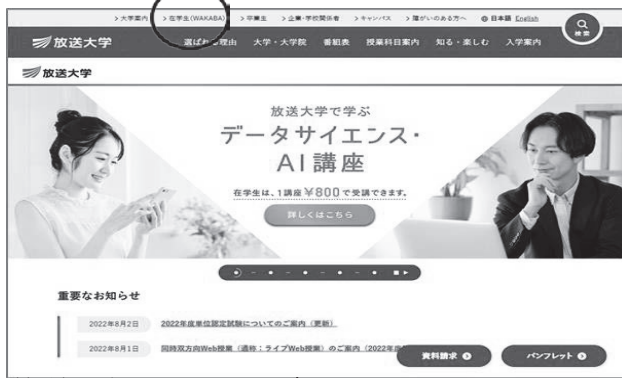 > 大学案内 > 在学生(WAKABA) > 卒業生 > 企業・学校関係者 > キャンパス > 障がいのある方へ 日本語 English
検索
放送大学 選ばれる理由 大学・大学院 番組表 授業科目案内 知る・楽しむ 入学案内
放送大学
放送大学で学ぶ
データサイエンス・
AI講座
在学生は、1講座¥800で受講できます。
詳しくはこちら
重要なお知らせ
2022年8月2日 2022年度単位認定試験についてのご案内（更新）
2022年8月1日 同時双方向Web授業（通称：ライブWeb授業）のご案内（2022年度
資料請求 パンフレット